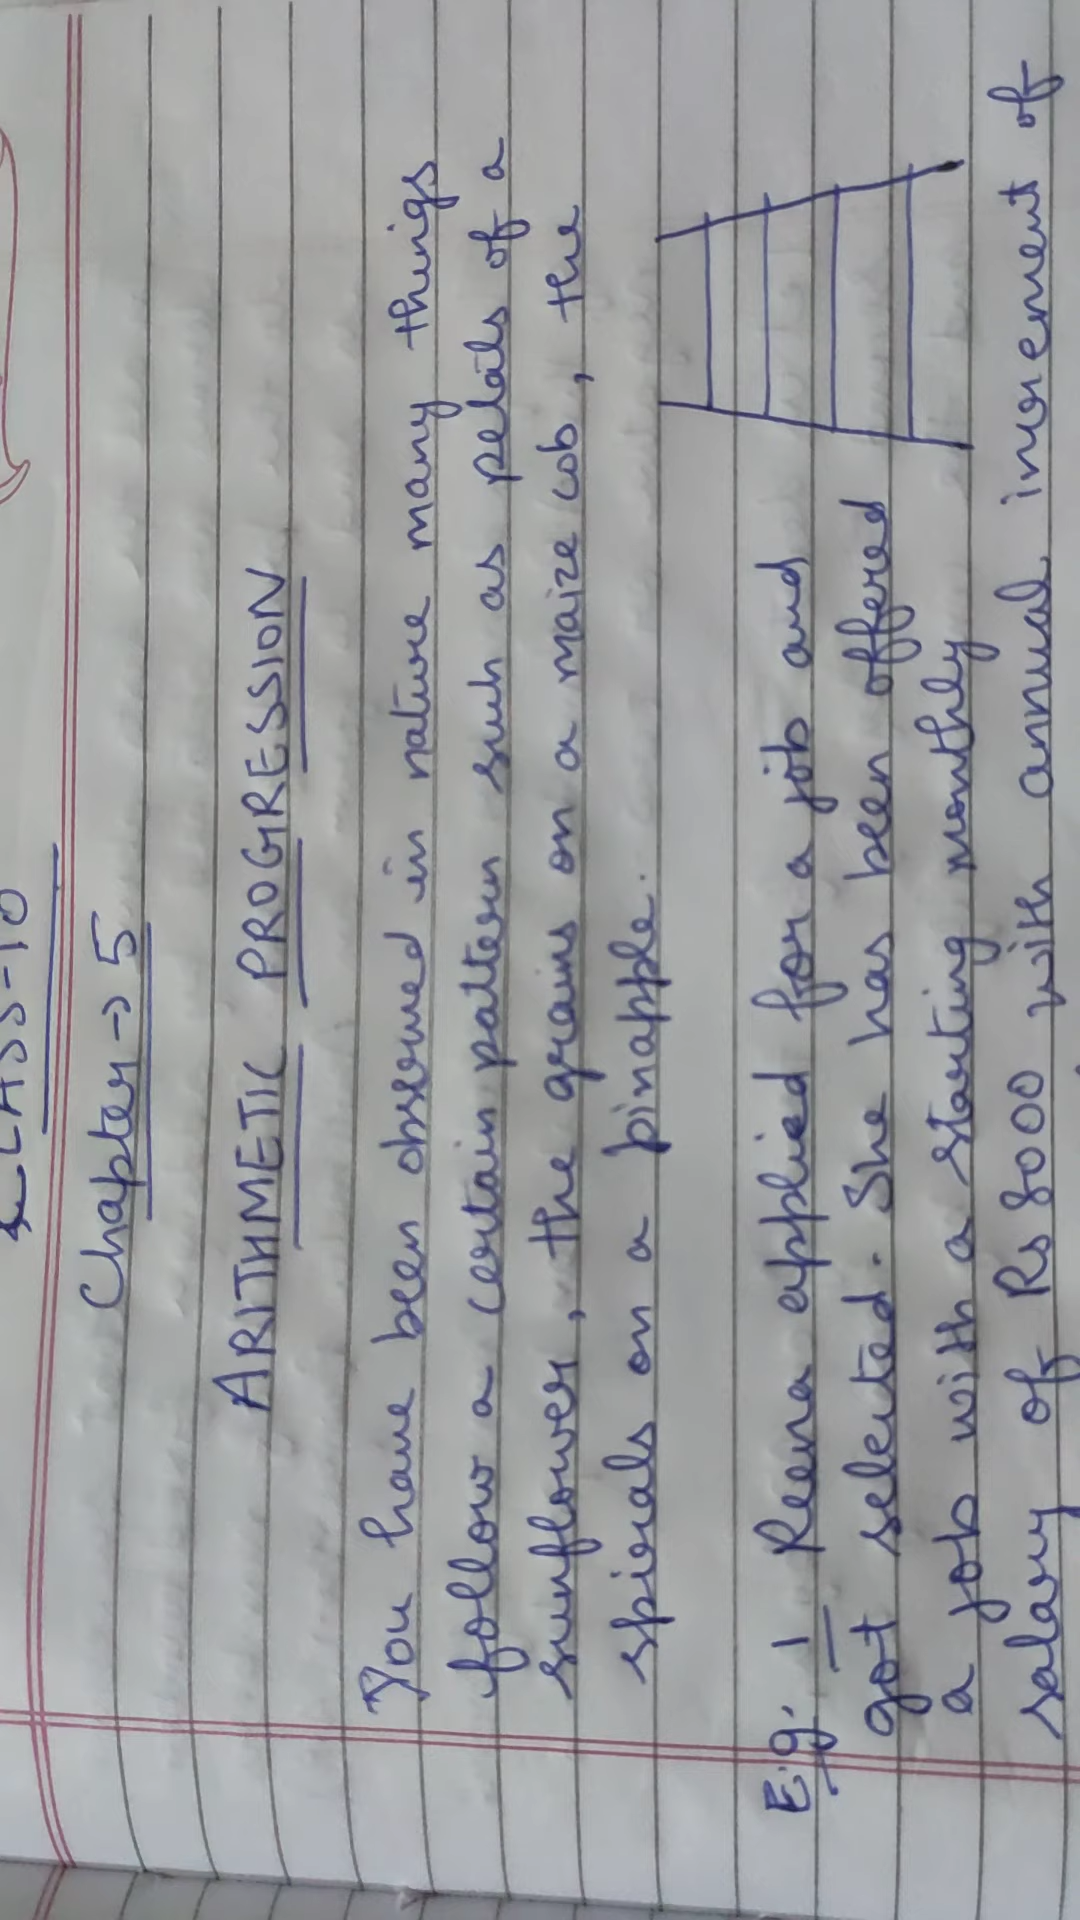 CLASS-10
Chapter → 5
ARITHMETIC PROGRESSION
You have been observed in nature many things
follow a certain pattern such as petals of a
sunflower, the grains on a maize cob, the
spirals on a pinapple.
E.g. 1 Reena applied for a job and
got selected. She has been offered
a job with a starting monthly
salary of Rs 8000 with annual increment of